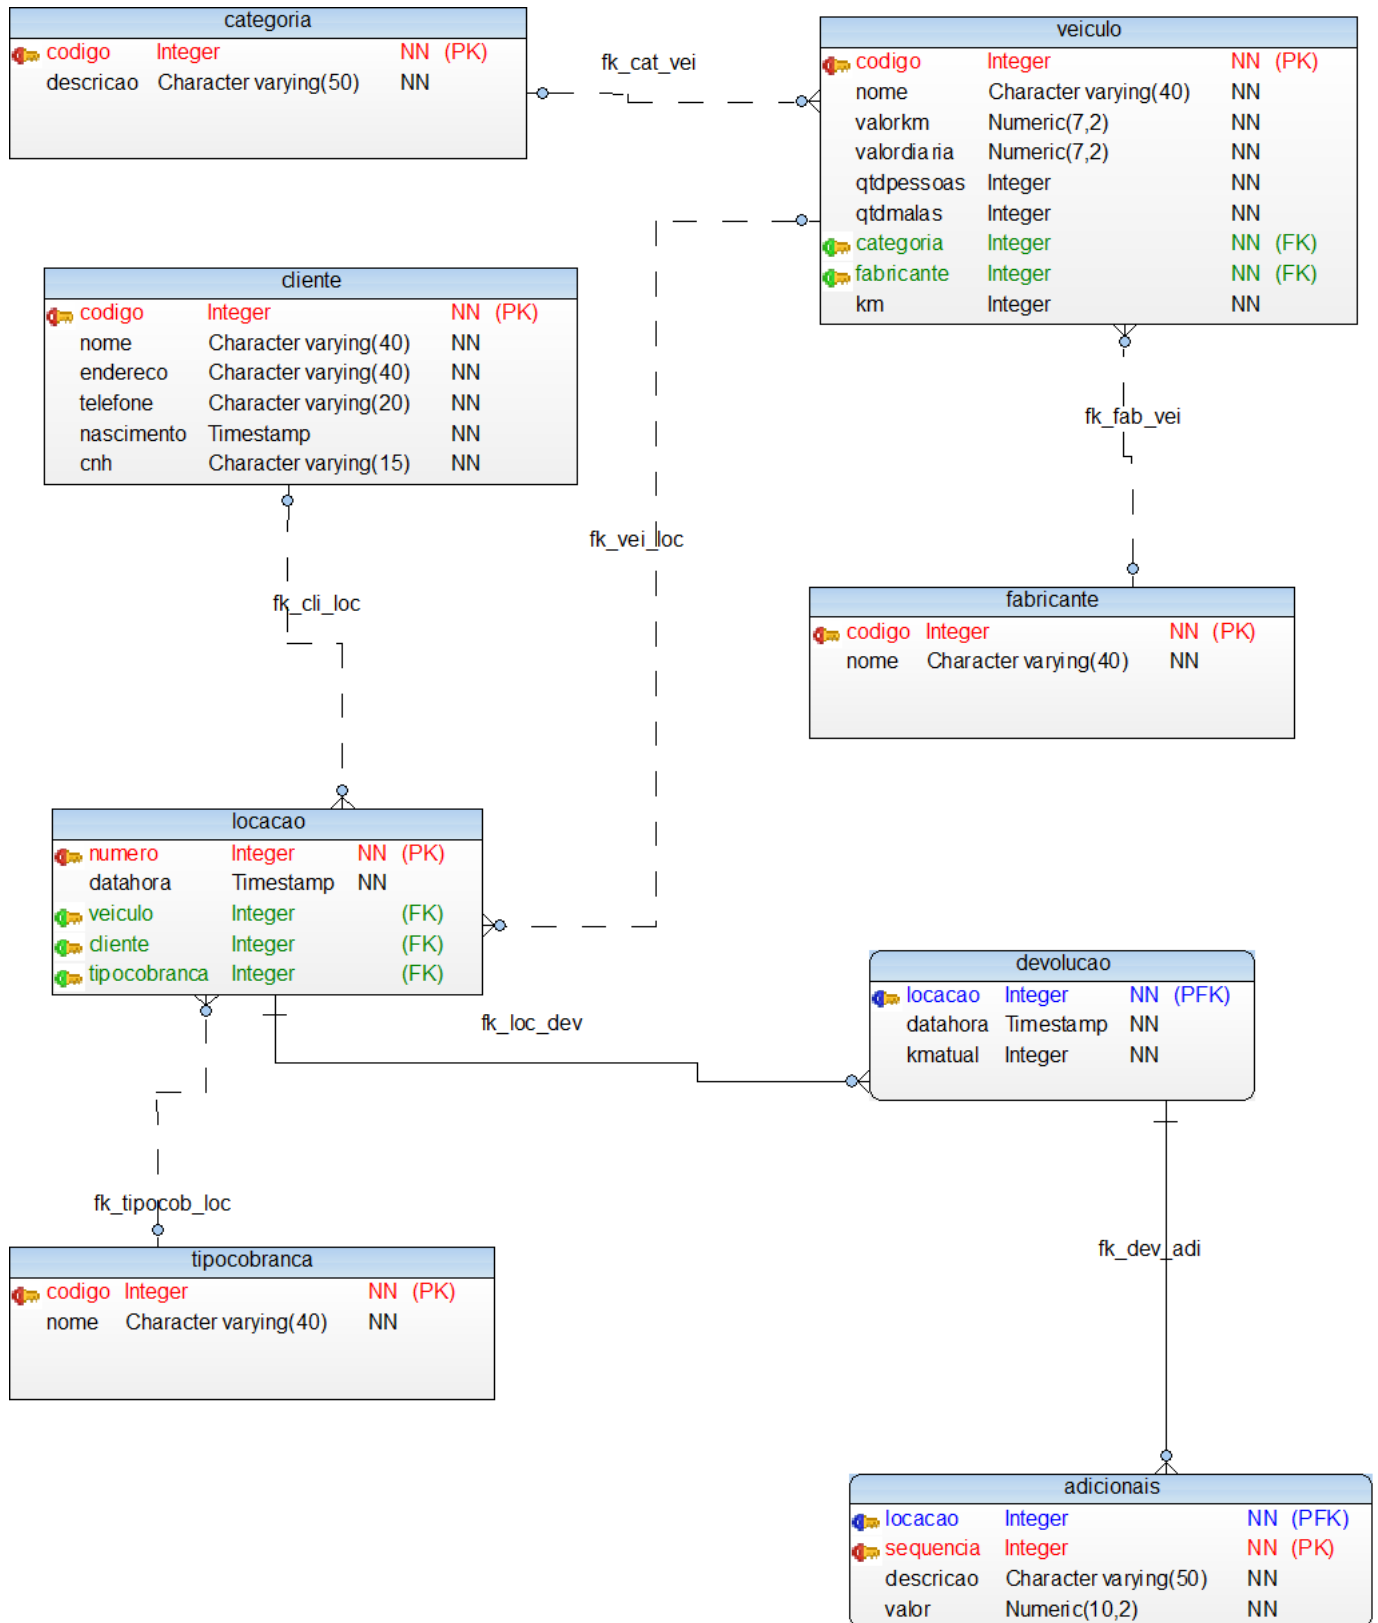 categoria
codigo Integer NN (PK)
descricao Character varying(50) NN
fk_cat_vei
veiculo
codigo Integer NN (PK)
nome Character varying(40) NN
valorkm Numeric(7,2) NN
valordiaria Numeric(7,2) NN
qtdpessoas Integer NN
qtdmalas Integer NN
categoria Integer NN (FK)
fabricante Integer NN (FK)
km Integer NN
cliente
codigo Integer NN (PK)
nome Character varying(40) NN
endereco Character varying(40) NN
telefone Character varying(20) NN
nascimento Timestamp NN
cnh Character varying(15) NN
fk_fab_vei
fk_vei_loc
fk_cli_loc
fabricante
codigo Integer NN (PK)
nome Character varying(40) NN
locacao
numero Integer NN (PK)
datahora Timestamp NN
veiculo Integer (FK)
cliente Integer (FK)
tipocobranca Integer (FK)
fk_loc_dev
devolucao
locacao Integer NN (PFK)
datahora Timestamp NN
kmatual Integer NN
fk_tipocob_loc
tipocobranca
codigo Integer NN (PK)
nome Character varying(40) NN
fk_dev_adi
adicionais
locacao Integer NN (PFK)
sequencia Integer NN (PK)
descricao Character varying(50) NN
valor Numeric(10,2) NN